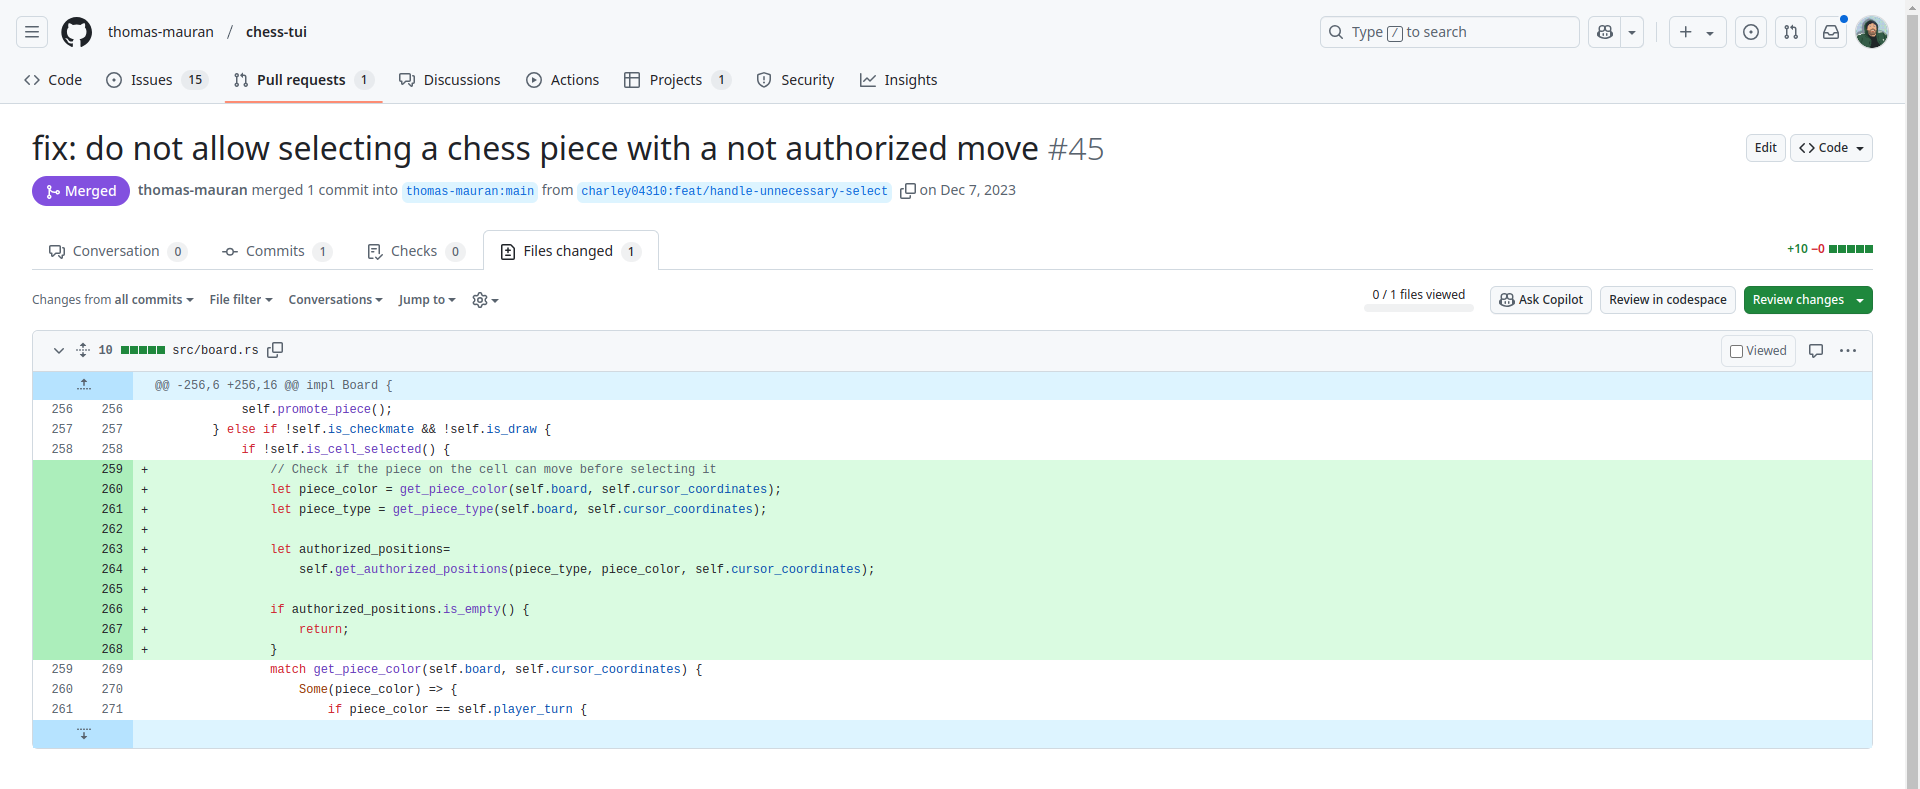 thomas-mauran / chess-tui
Type / to search
Code
Issues 15
Pull requests 1
Discussions
Actions
Projects 1
Security
Insights
fix: do not allow selecting a chess piece with a not authorized move #45
Edit
<> Code
Merged thomas-mauran merged 1 commit into thomas-mauran:main from charley04310:feat/handle-unnecessary-select on Dec 7, 2023
Conversation 0
Commits 1
Checks 0
Files changed 1
+10 −0
Changes from all commits
File filter
Conversations
Jump to
0 / 1 files viewed
Ask Copilot
Review in codespace
Review changes
10 src/board.rs
Viewed
@@ -256,6 +256,16 @@ impl Board {
256 256 self.promote_piece();
257 257 } else if !self.is_checkmate && !self.is_draw {
258 258 if !self.is_cell_selected() {
259 + // Check if the piece on the cell can move before selecting it
260 + let piece_color = get_piece_color(self.board, self.cursor_coordinates);
261 + let piece_type = get_piece_type(self.board, self.cursor_coordinates);
262 +
263 + let authorized_positions=
264 + self.get_authorized_positions(piece_type, piece_color, self.cursor_coordinates);
265 +
266 + if authorized_positions.is_empty() {
267 + return;
268 + }
259 269 match get_piece_color(self.board, self.cursor_coordinates) {
260 270 Some(piece_color) => {
261 271 if piece_color == self.player_turn {